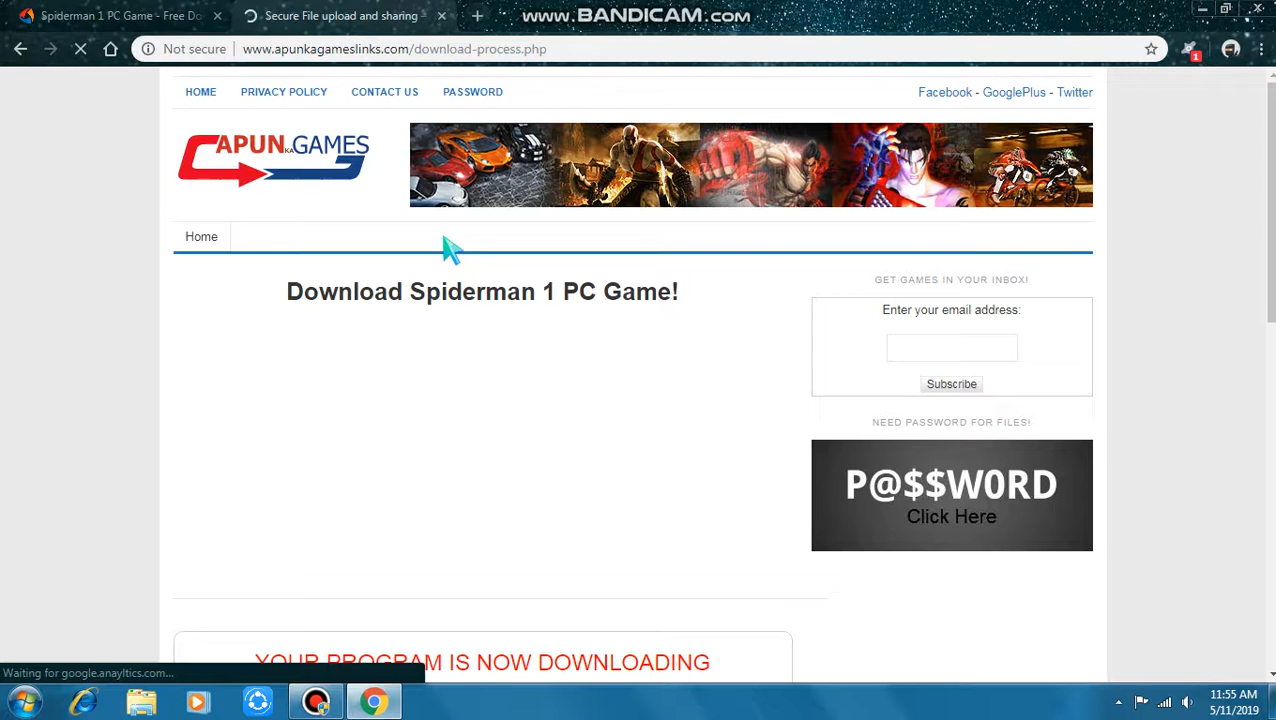 Spiderman 1 PC Game - Free Do
Secure File upload and sharing -
www.BANDICAM.com
Not secure
www.apunkagameslinks.com/download-process.php
1
HOME
PRIVACY POLICY
CONTACT US
PASSWORD
Facebook - GooglePlus - Twitter
APUNKAGAMES
Home
Download Spiderman 1 PC Game!
GET GAMES IN YOUR INBOX!
Enter your email address:
Subscribe
NEED PASSWORD FOR FILES!
P@$$W0RD
Click Here
YOUR PROGRAM IS NOW DOWNLOADING
Waiting for google.anayltics.com...
11:55 AM
5/11/2019